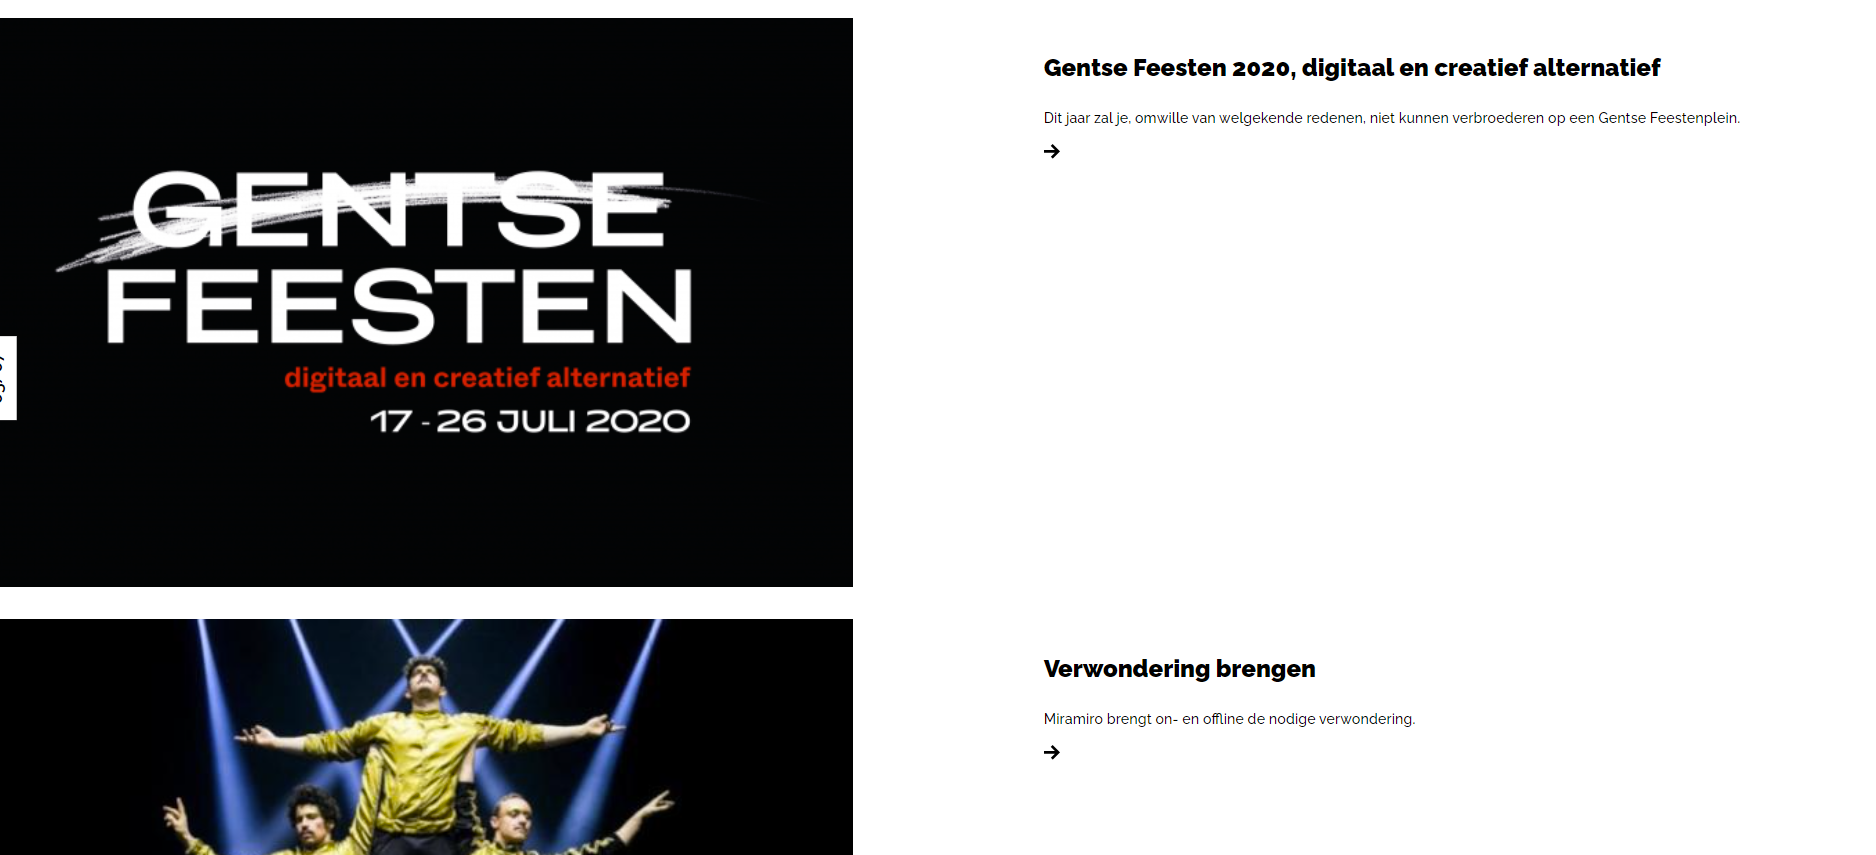 GENTSE
FEESTEN
digitaal en creatief alternatief
17 - 26 JULI 2020
Gentse Feesten 2020, digitaal en creatief alternatief
Dit jaar zal je, omwille van welgekende redenen, niet kunnen verbroederen op een Gentse Feestenplein.
Verwondering brengen
Miramiro brengt on- en offline de nodige verwondering.